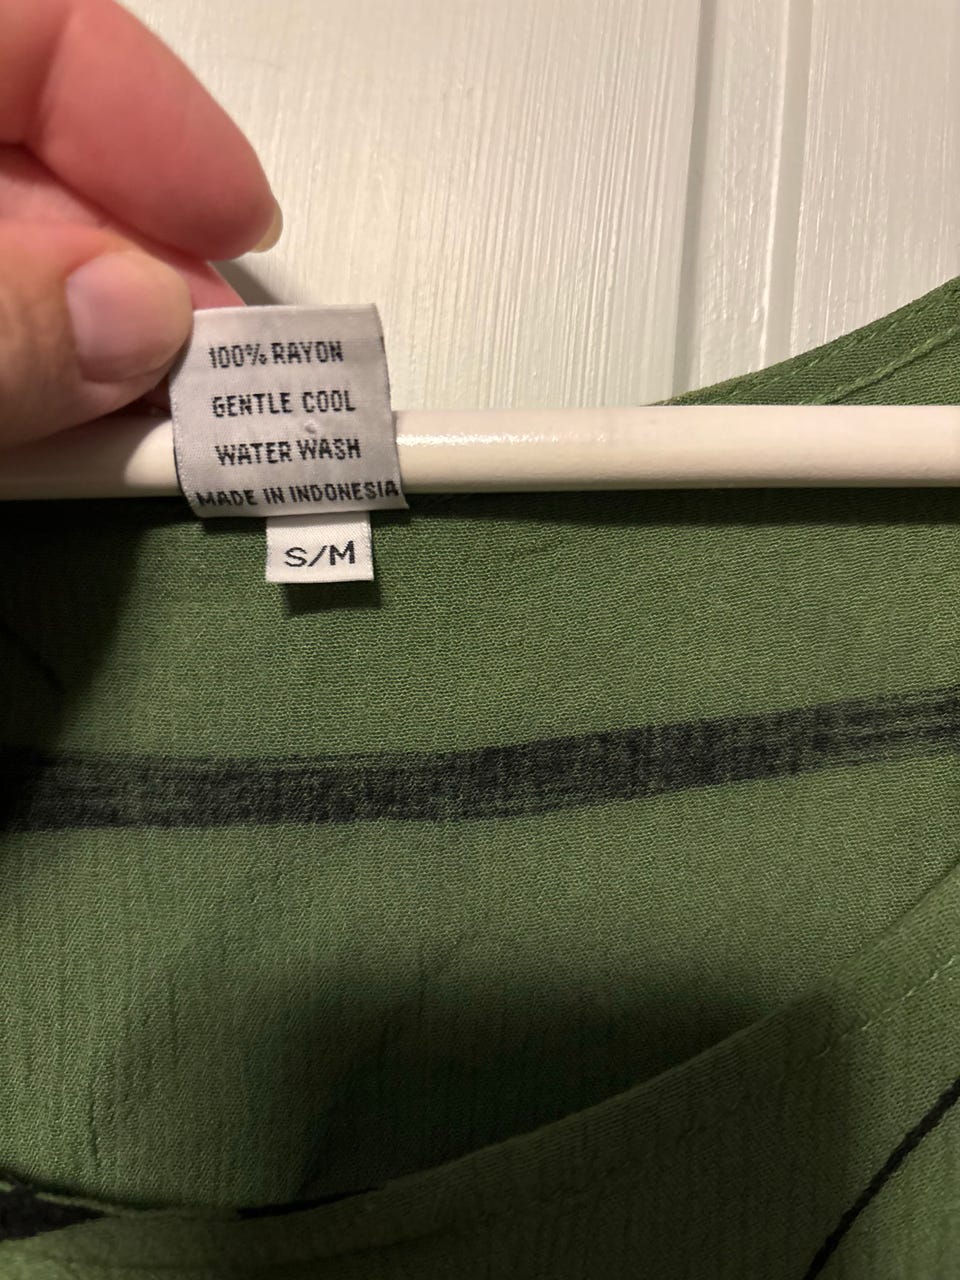 100% RAYON
GENTLE COOL
WATER WASH
MADE IN INDONESIA
S/M